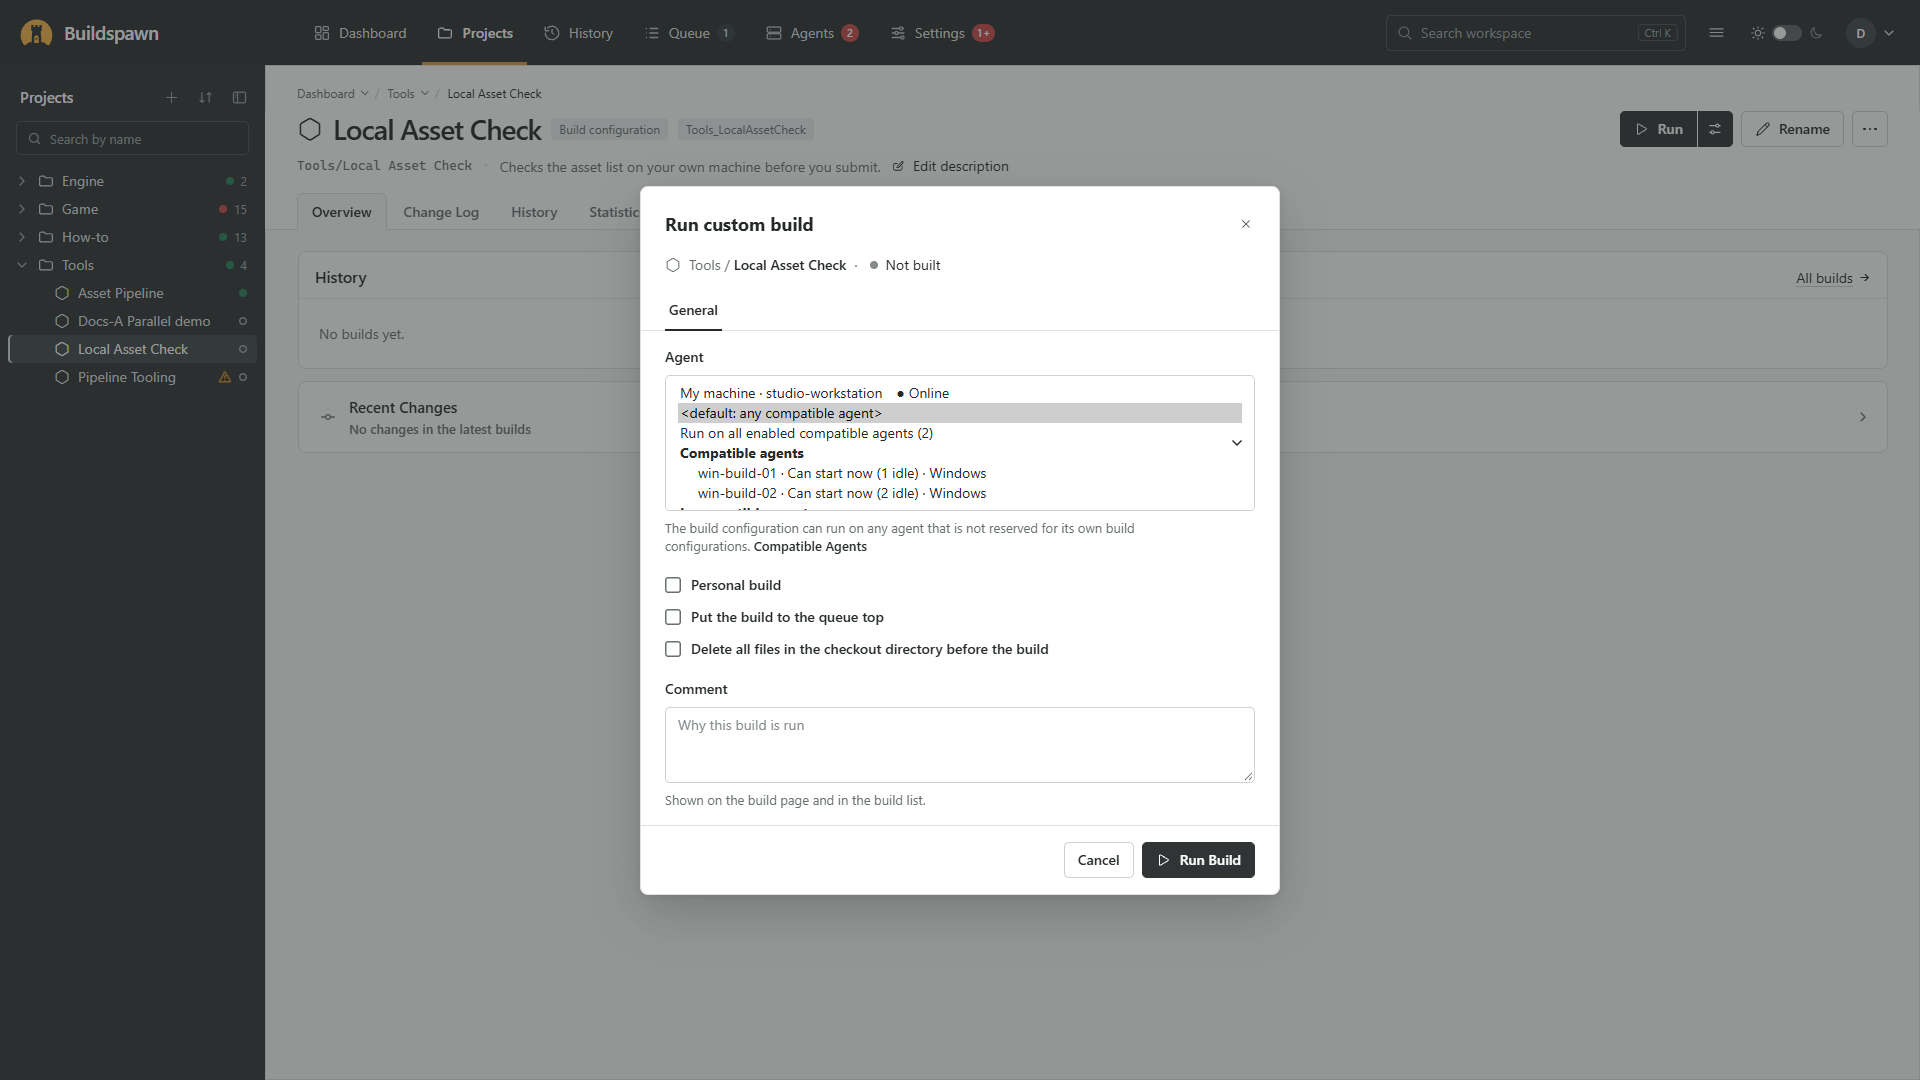 Buildspawn
Dashboard
Projects
History
Queue 1
Agents 2
Settings 1+
Search workspace Ctrl K
D
Projects
Search by name
Engine 2
Game 15
How-to 13
Tools 4
Asset Pipeline
Docs-A Parallel demo
Local Asset Check
Pipeline Tooling
Dashboard / Tools / Local Asset Check
Local Asset Check Build configuration Tools_LocalAssetCheck
Run
Rename
Tools/Local Asset Check · Checks the asset list on your own machine before you submit. Edit description
Overview Change Log History
History
All builds →
No builds yet.
Recent Changes
No changes in the latest builds
Run custom build
Tools / Local Asset Check · Not built
General
Agent
My machine · studio-workstation ● Online
<default: any compatible agent>
Run on all enabled compatible agents (2)
Compatible agents
win-build-01 · Can start now (1 idle) · Windows
win-build-02 · Can start now (2 idle) · Windows
The build configuration can run on any agent that is not reserved for its own build
configurations. Compatible Agents
Personal build
Put the build to the queue top
Delete all files in the checkout directory before the build
Comment
Why this build is run
Shown on the build page and in the build list.
Cancel
Run Build